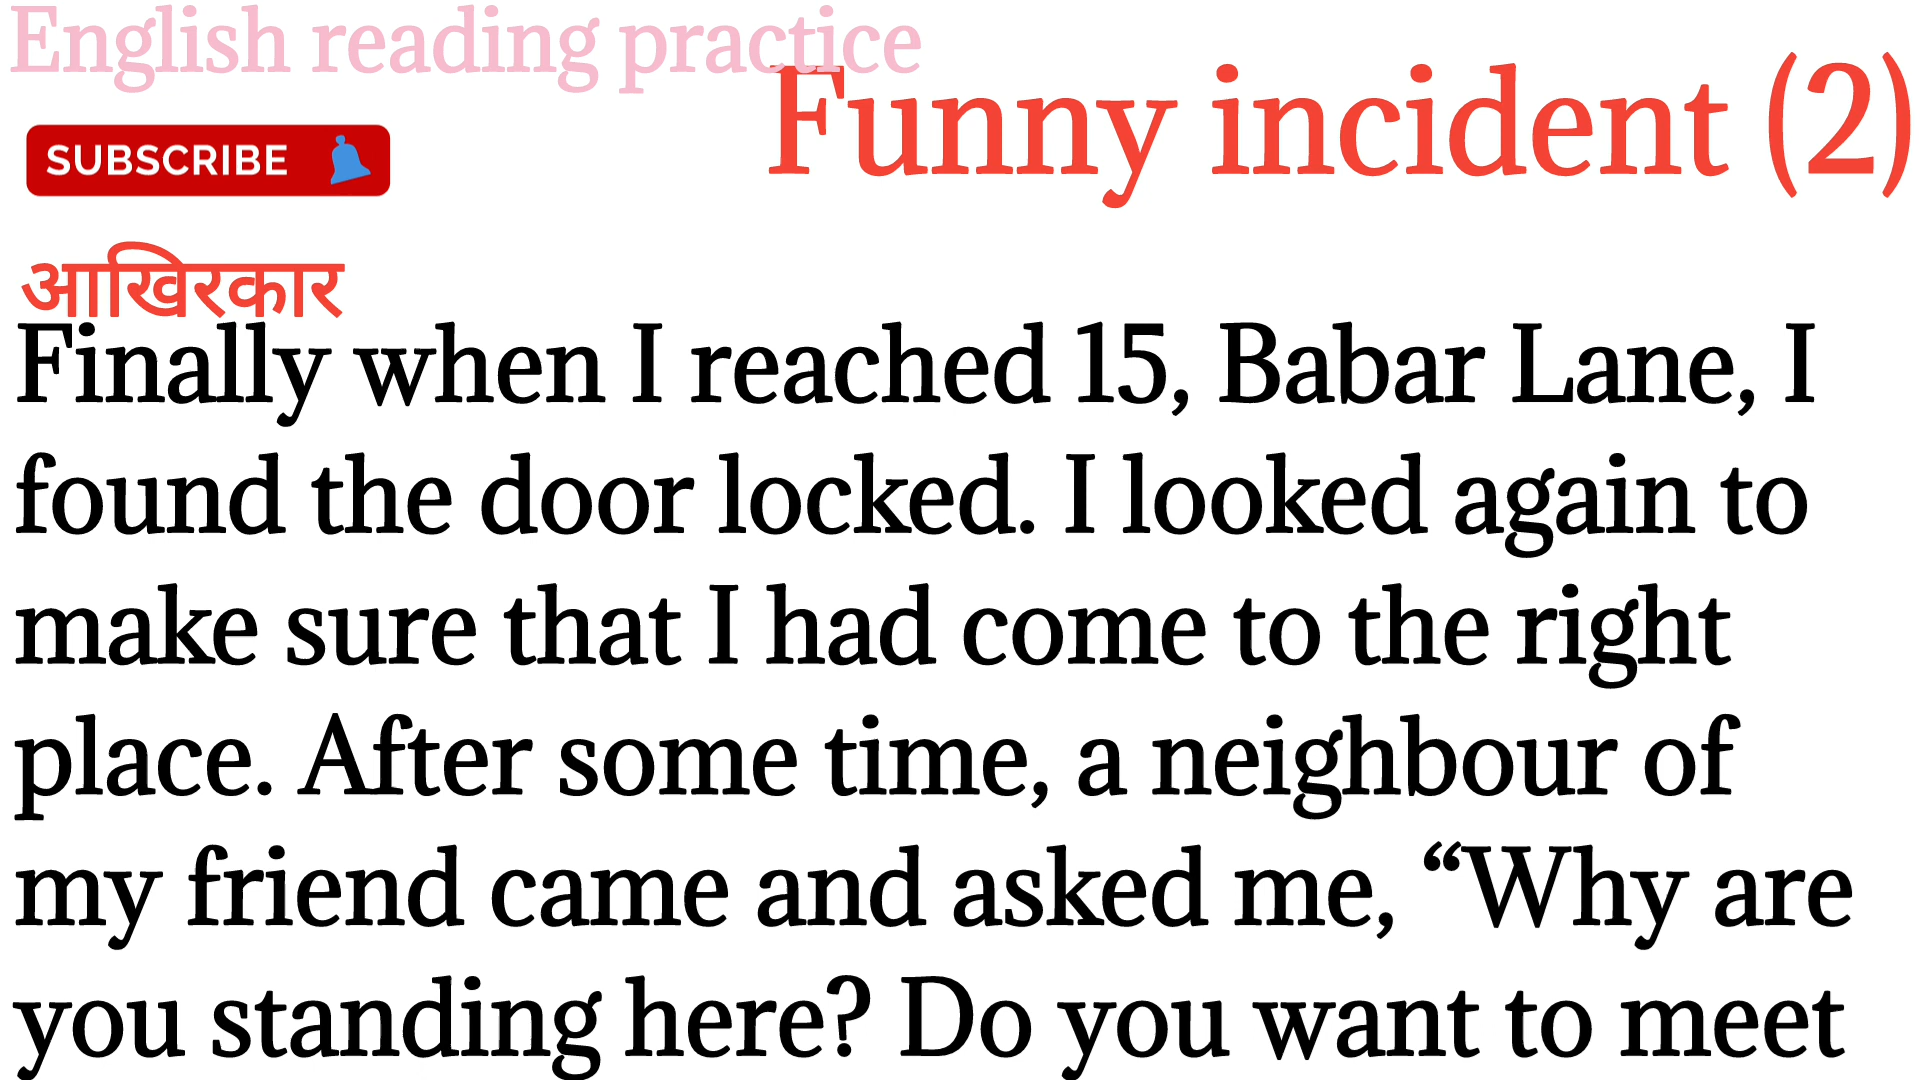 English reading practice
Funny incident (2)
SUBSCRIBE
आखिरकार
Finally when I reached 15, Babar Lane, I
found the door locked. I looked again to
make sure that I had come to the right
place. After some time, a neighbour of
my friend came and asked me, “Why are
you standing here? Do you want to meet